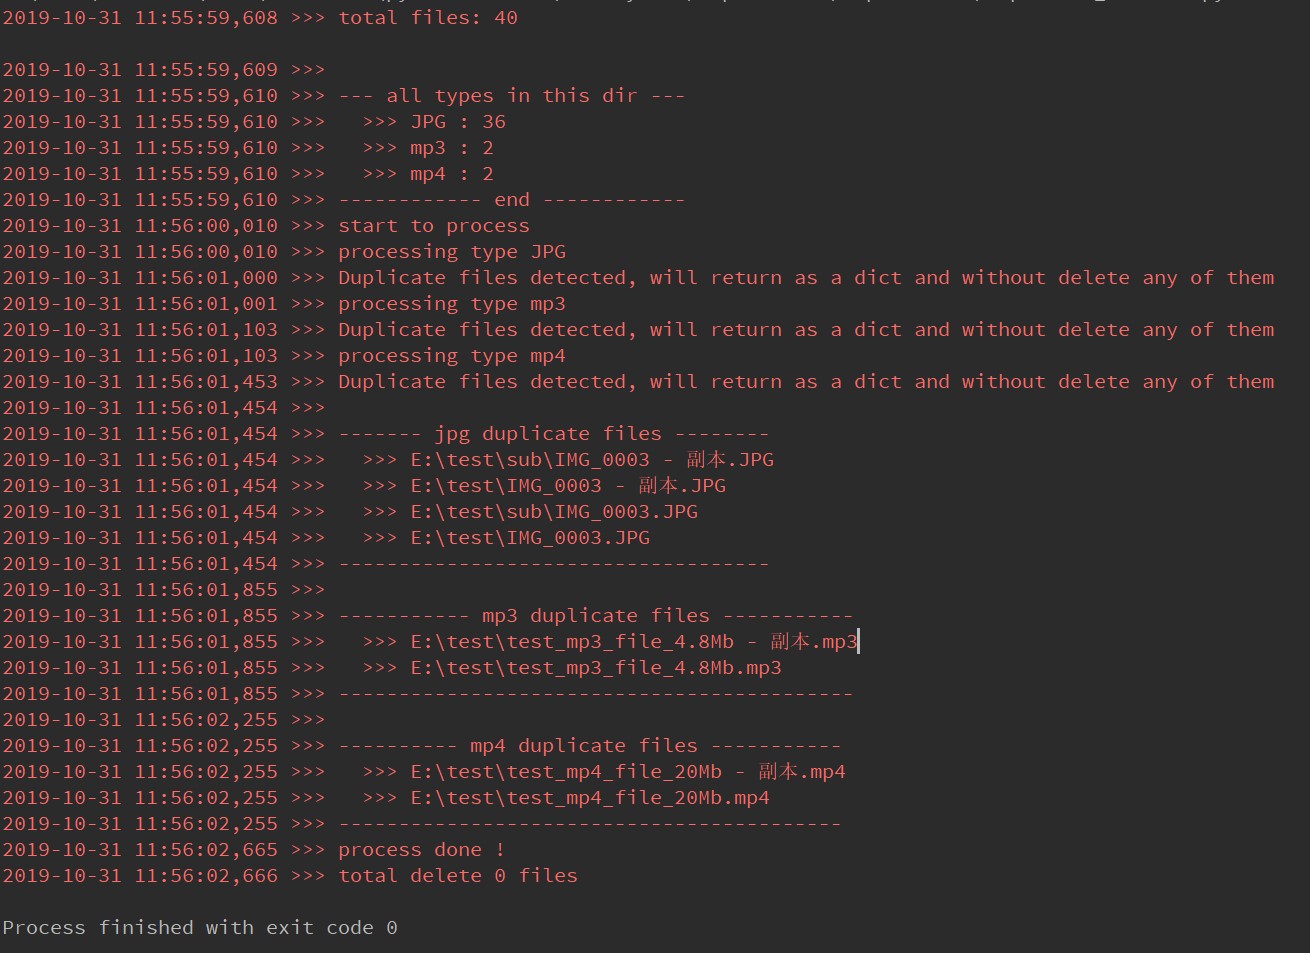 2019-10-31 11:55:59,608 >>> total files: 40
2019-10-31 11:55:59,609 >>>
2019-10-31 11:55:59,610 >>> --- all types in this dir ---
2019-10-31 11:55:59,610 >>>   >>> JPG : 36
2019-10-31 11:55:59,610 >>>   >>> mp3 : 2
2019-10-31 11:55:59,610 >>>   >>> mp4 : 2
2019-10-31 11:55:59,610 >>> ------------ end ------------
2019-10-31 11:56:00,010 >>> start to process
2019-10-31 11:56:00,010 >>> processing type JPG
2019-10-31 11:56:01,000 >>> Duplicate files detected, will return as a dict and without delete any of them
2019-10-31 11:56:01,001 >>> processing type mp3
2019-10-31 11:56:01,103 >>> Duplicate files detected, will return as a dict and without delete any of them
2019-10-31 11:56:01,103 >>> processing type mp4
2019-10-31 11:56:01,453 >>> Duplicate files detected, will return as a dict and without delete any of them
2019-10-31 11:56:01,454 >>>
2019-10-31 11:56:01,454 >>> ------- jpg duplicate files --------
2019-10-31 11:56:01,454 >>>   >>> E:\test\sub\IMG_0003 - 副本.JPG
2019-10-31 11:56:01,454 >>>   >>> E:\test\IMG_0003 - 副本.JPG
2019-10-31 11:56:01,454 >>>   >>> E:\test\sub\IMG_0003.JPG
2019-10-31 11:56:01,454 >>>   >>> E:\test\IMG_0003.JPG
2019-10-31 11:56:01,454 >>> ------------------------------------
2019-10-31 11:56:01,855 >>>
2019-10-31 11:56:01,855 >>> ----------- mp3 duplicate files ------------
2019-10-31 11:56:01,855 >>>   >>> E:\test\test_mp3_file_4.8Mb - 副本.mp3
2019-10-31 11:56:01,855 >>>   >>> E:\test\test_mp3_file_4.8Mb.mp3
2019-10-31 11:56:01,855 >>> -------------------------------------------
2019-10-31 11:56:02,255 >>>
2019-10-31 11:56:02,255 >>> ---------- mp4 duplicate files -----------
2019-10-31 11:56:02,255 >>>   >>> E:\test\test_mp4_file_20Mb - 副本.mp4
2019-10-31 11:56:02,255 >>>   >>> E:\test\test_mp4_file_20Mb.mp4
2019-10-31 11:56:02,255 >>> ------------------------------------------
2019-10-31 11:56:02,665 >>> process done !
2019-10-31 11:56:02,666 >>> total delete 0 files
Process finished with exit code 0